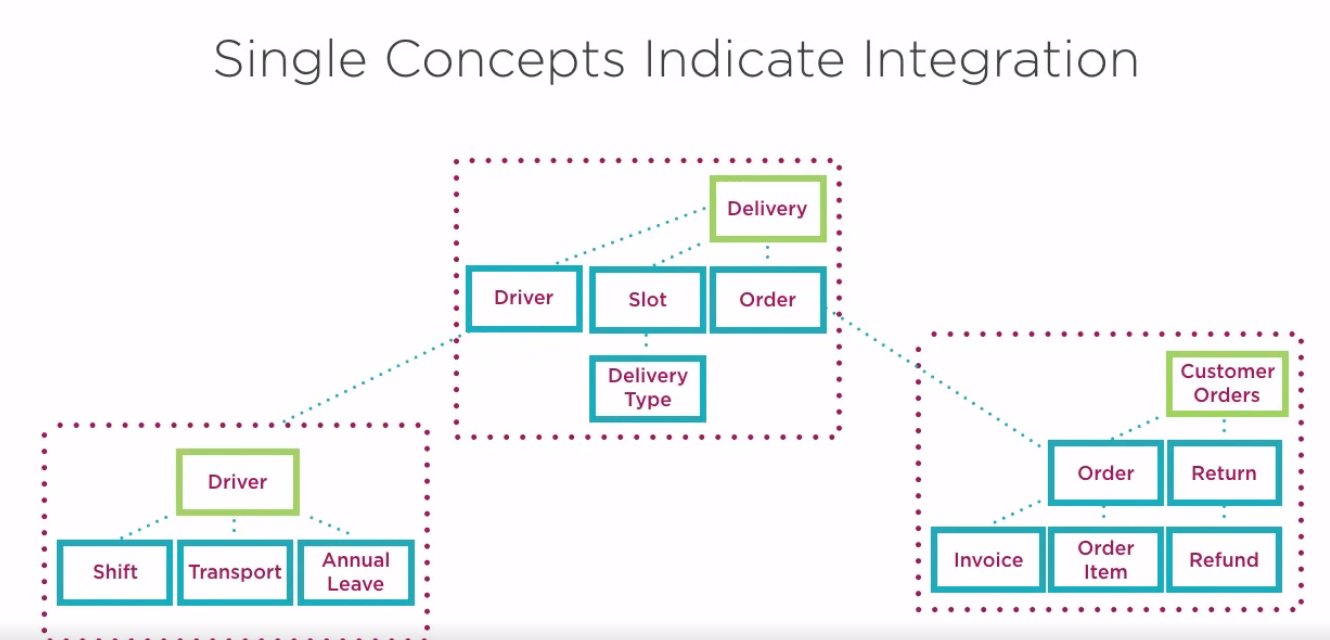 Single Concepts Indicate Integration
Delivery
Driver
Slot
Order
Delivery
Type
Driver
Shift
Transport
Annual
Leave
Customer
Orders
Order
Return
Invoice
Order
Item
Refund